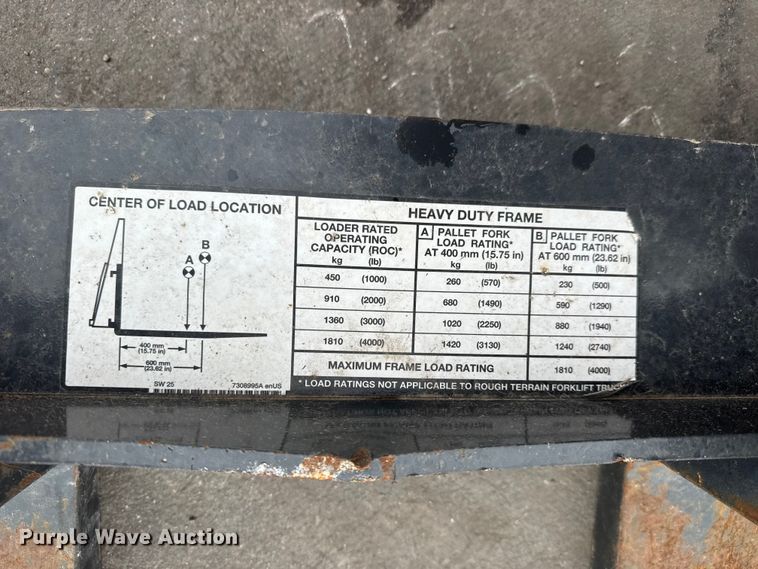 CENTER OF LOAD LOCATION
A
B
400 mm
(15.75 in)
600 mm
(23.62 in)
SW 25
7308995A enUS
HEAVY DUTY FRAME
LOADER RATED
OPERATING
CAPACITY (ROC)*
kg (lb)
A PALLET FORK
LOAD RATING*
AT 400 mm (15.75 in)
kg (lb)
B PALLET FORK
LOAD RATING*
AT 600 mm (23.62 in)
kg (lb)
450 (1000) 260 (570) 230 (500)
910 (2000) 680 (1490) 590 (1290)
1360 (3000) 1020 (2250) 880 (1940)
1810 (4000) 1420 (3130) 1240 (2740)
MAXIMUM FRAME LOAD RATING 1810 (4000)
* LOAD RATINGS NOT APPLICABLE TO ROUGH TERRAIN FORKLIFT TRUCK
Purple Wave Auction